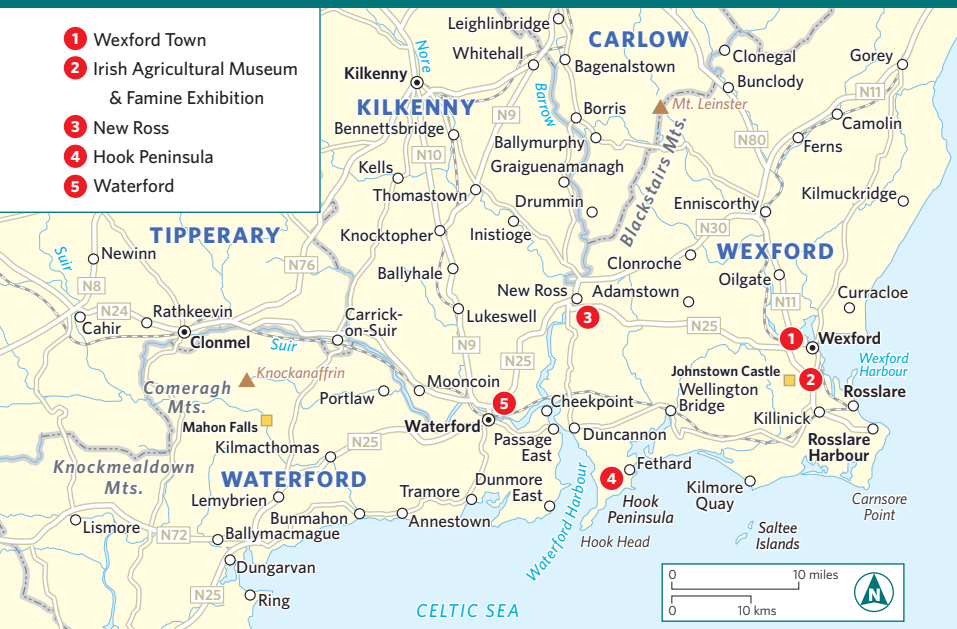 1 Wexford Town
2 Irish Agricultural Museum
& Famine Exhibition
3 New Ross
4 Hook Peninsula
5 Waterford
Leighlinbridge
CARLOW
Clonegal
Gorey
Nore
Whitehall
Bagenalstown
Kilkenny
Bunclody
N11
KILKENNY
Barrow
Borris
Mt. Leinster
N9
Camolin
Bennettsbridge
Ballymurphy
N80
Ferns
N10
Kells
Graiguenamanagh
Blackstairs Mts.
Thomastown
Drummin
Enniscorthy
Kilmuckridge
TIPPERARY
Knocktopher
Inistioge
N30
WEXFORD
Suir
Newinn
N76
Ballyhale
Clonroche
Oilgate
N8
New Ross
Adamstown
N11
Curracloe
N24
Rathkeevin
Carrick-
on-Suir
Lukeswell
3
N25
Cahir
Clonmel
Suir
N9
1
Wexford
N25
Wexford
Harbour
Knockanaffrin
Johnstown Castle
2
Comeragh
Mts.
Mooncoin
Wellington
Bridge
Rosslare
Portlaw
5
Cheekpoint
Killinick
Mahon Falls
Waterford
Passage
East
Duncannon
Rosslare
Harbour
Kilmacthomas
N25
Knockmealdown
Mts.
Fethard
WATERFORD
Dunmore
East
4
Kilmore
Quay
Lemybrien
Tramore
Waterford Harbour
Hook
Peninsula
Carnsore
Point
Bunmahon
Annestown
Lismore
N72
Ballymacmague
Hook Head
Saltee
Islands
Dungarvan
N25
Ring
CELTIC SEA
0
10 miles
0
10 kms
N